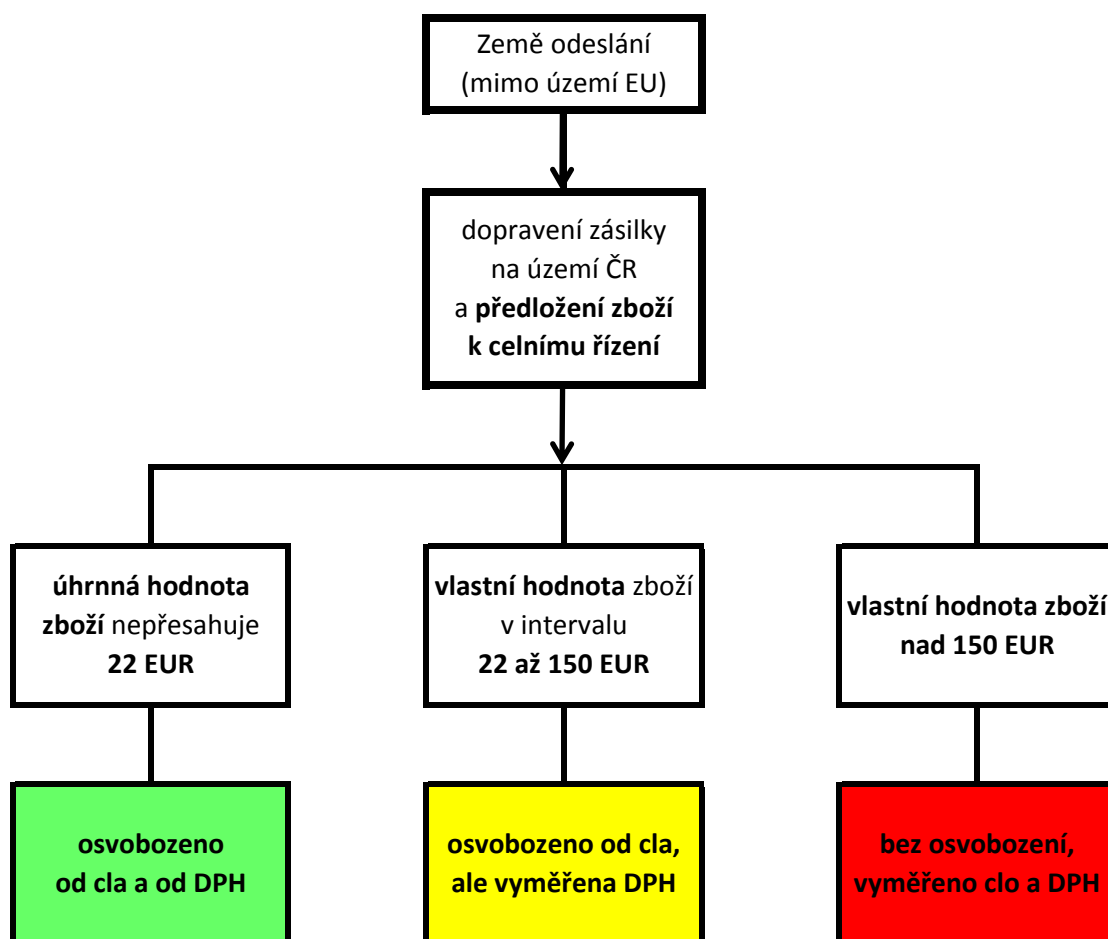 Země odeslání
(mimo území EU)
dopravení zásilky
na území ČR
a předložení zboží
k celnímu řízení
úhrnná hodnota
zboží nepřesahuje
22 EUR
vlastní hodnota zboží
v intervalu
22 až 150 EUR
vlastní hodnota zboží
nad 150 EUR
osvobozeno
od cla a od DPH
osvobozeno od cla,
ale vyměřena DPH
bez osvobození,
vyměřeno clo a DPH